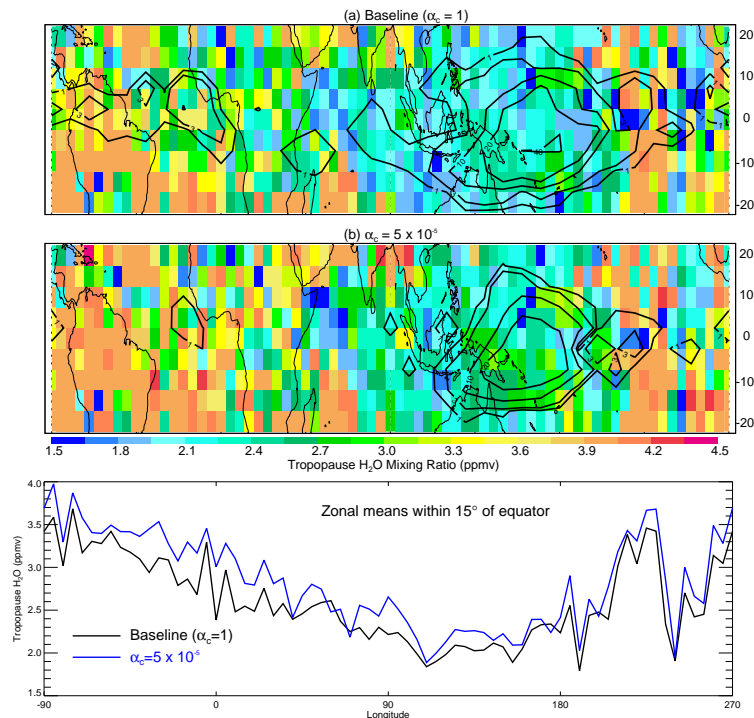 (a) Baseline (αc = 1)
20
10
0
-10
-20
(b) αc = 5 x 10-5
20
10
0
-10
-20
1.5 1.8 2.1 2.4 2.7 3.0 3.3 3.6 3.9 4.2 4.5
Tropopause H2O Mixing Ratio (ppmv)
Zonal means within 15° of equator
4.0
3.5
3.0
2.5
2.0
1.5
Tropopause H2O (ppmv)
Baseline (αc=1)
αc=5 x 10-5
-90 0 90 180 270
Longitude